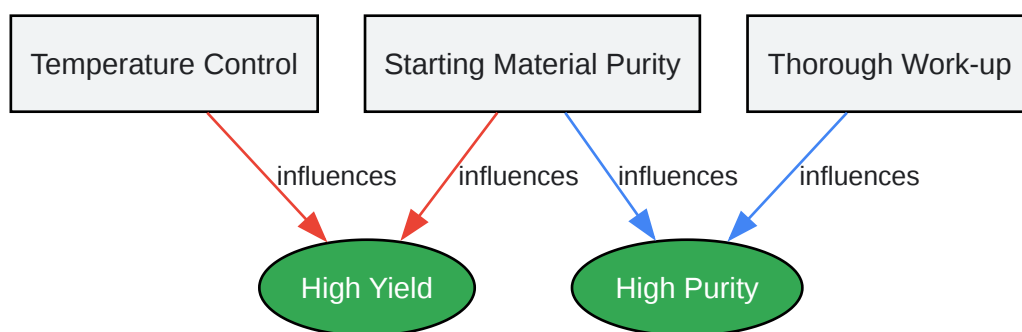 Temperature Control
Starting Material Purity
Thorough Work-up
influences
influences
influences
influences
High Yield
High Purity